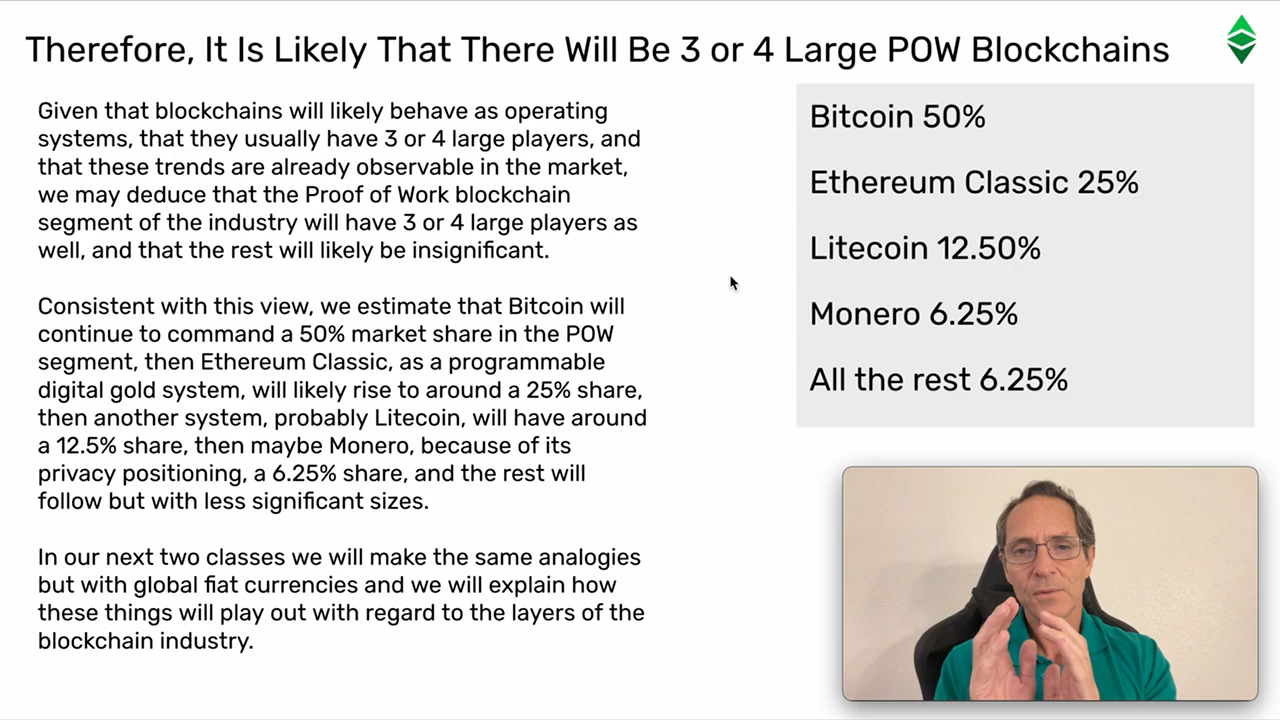 Therefore, It Is Likely That There Will Be 3 or 4 Large POW Blockchains
Given that blockchains will likely behave as operating
systems, that they usually have 3 or 4 large players, and
that these trends are already observable in the market,
we may deduce that the Proof of Work blockchain
segment of the industry will have 3 or 4 large players as
well, and that the rest will likely be insignificant.
Consistent with this view, we estimate that Bitcoin will
continue to command a 50% market share in the POW
segment, then Ethereum Classic, as a programmable
digital gold system, will likely rise to around a 25% share,
then another system, probably Litecoin, will have around
a 12.5% share, then maybe Monero, because of its
privacy positioning, a 6.25% share, and the rest will
follow but with less significant sizes.
In our next two classes we will make the same analogies
but with global fiat currencies and we will explain how
these things will play out with regard to the layers of the
blockchain industry.
Bitcoin 50%
Ethereum Classic 25%
Litecoin 12.50%
Monero 6.25%
All the rest 6.25%